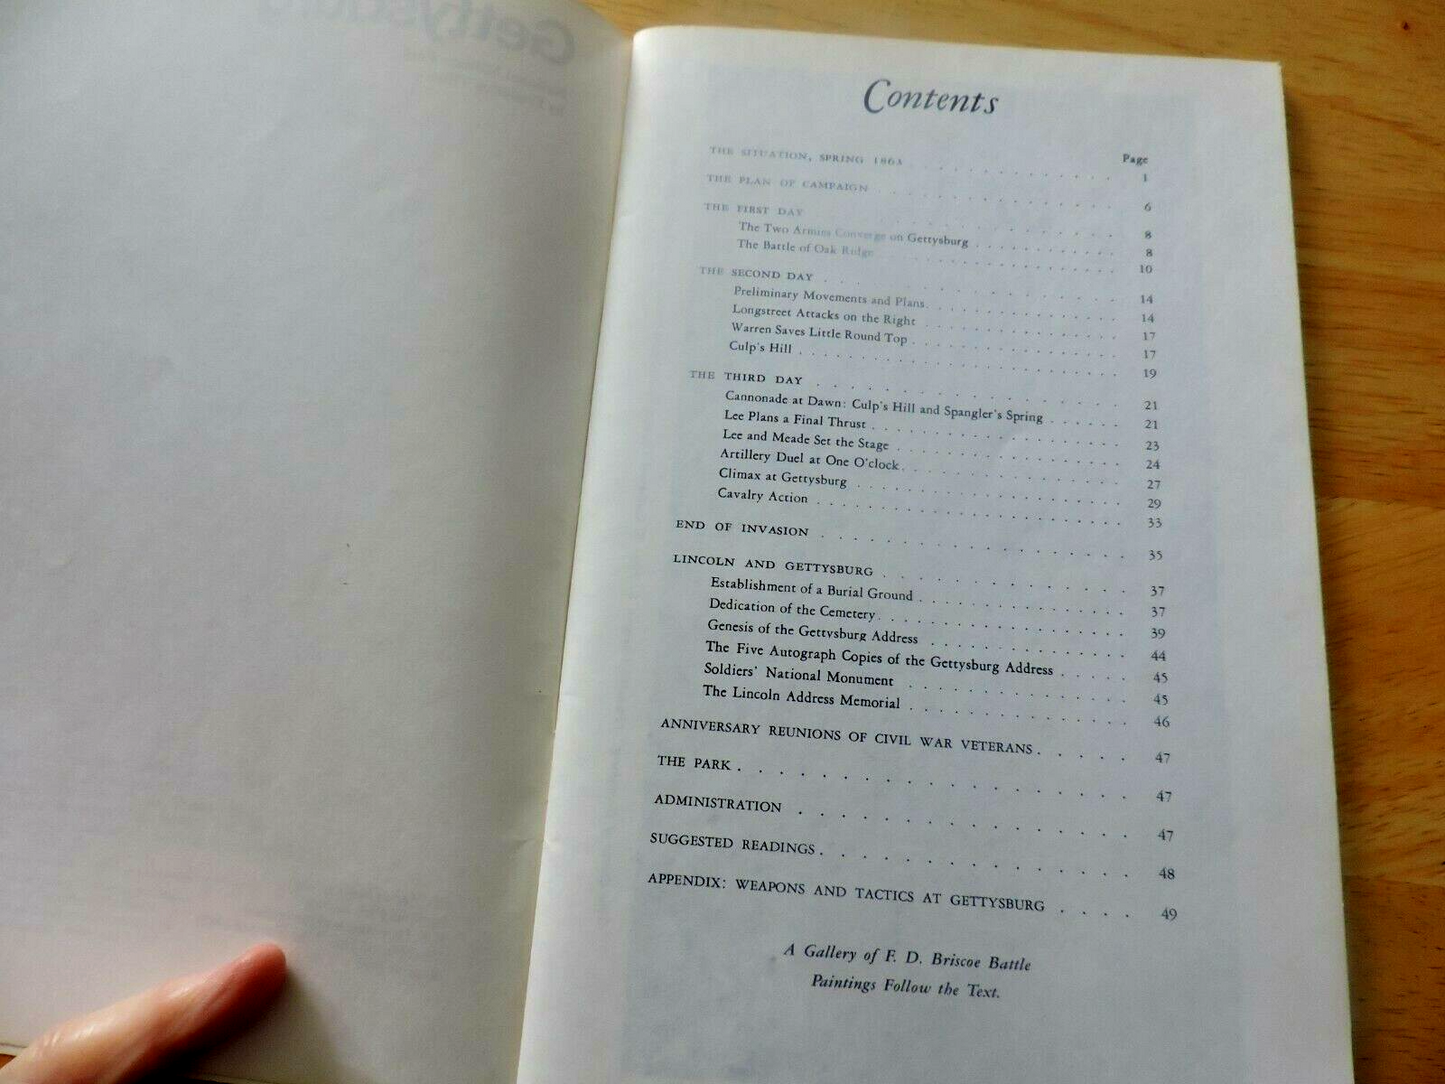 Gettysburg
Contents
Page
THE SITUATION, SPRING 1863 . . . . . . . . . 1
THE PLAN OF CAMPAIGN . . . . . . . . . . . 6
THE FIRST DAY . . . . . . . . . . . . . . 8
The Two Armies Converge on Gettysburg . . . . . . . . 8
The Battle of Oak Ridge . . . . . . . . . . . 10
THE SECOND DAY . . . . . . . . . . . . . 14
Preliminary Movements and Plans . . . . . . . . . . 14
Longstreet Attacks on the Right . . . . . . . . . . 17
Warren Saves Little Round Top . . . . . . . . . . 17
Culp's Hill . . . . . . . . . . . . . . . 19
THE THIRD DAY . . . . . . . . . . . . . 21
Cannonade at Dawn: Culp's Hill and Spangler's Spring . . . . . . 21
Lee Plans a Final Thrust . . . . . . . . . . . . 23
Lee and Meade Set the Stage . . . . . . . . . . . 24
Artillery Duel at One O'clock . . . . . . . . . . . 27
Climax at Gettysburg . . . . . . . . . . . . . 29
Cavalry Action . . . . . . . . . . . . . . 33
END OF INVASION . . . . . . . . . . . . . 35
LINCOLN AND GETTYSBURG . . . . . . . . . . . 37
Establishment of a Burial Ground . . . . . . . . . . 37
Dedication of the Cemetery . . . . . . . . . . . . 39
Genesis of the Gettysburg Address . . . . . . . . . . 44
The Five Autograph Copies of the Gettysburg Address . . . . 45
Soldiers' National Monument . . . . . . . . . . . 45
The Lincoln Address Memorial . . . . . . . . . . . 46
ANNIVERSARY REUNIONS OF CIVIL WAR VETERANS . . . . . 47
THE PARK . . . . . . . . . . . . . . . . . 47
ADMINISTRATION . . . . . . . . . . . . . . 47
SUGGESTED READINGS . . . . . . . . . . . . . 48
APPENDIX: WEAPONS AND TACTICS AT GETTYSBURG . . . . 49
A Gallery of F. D. Briscoe Battle
Paintings Follow the Text.